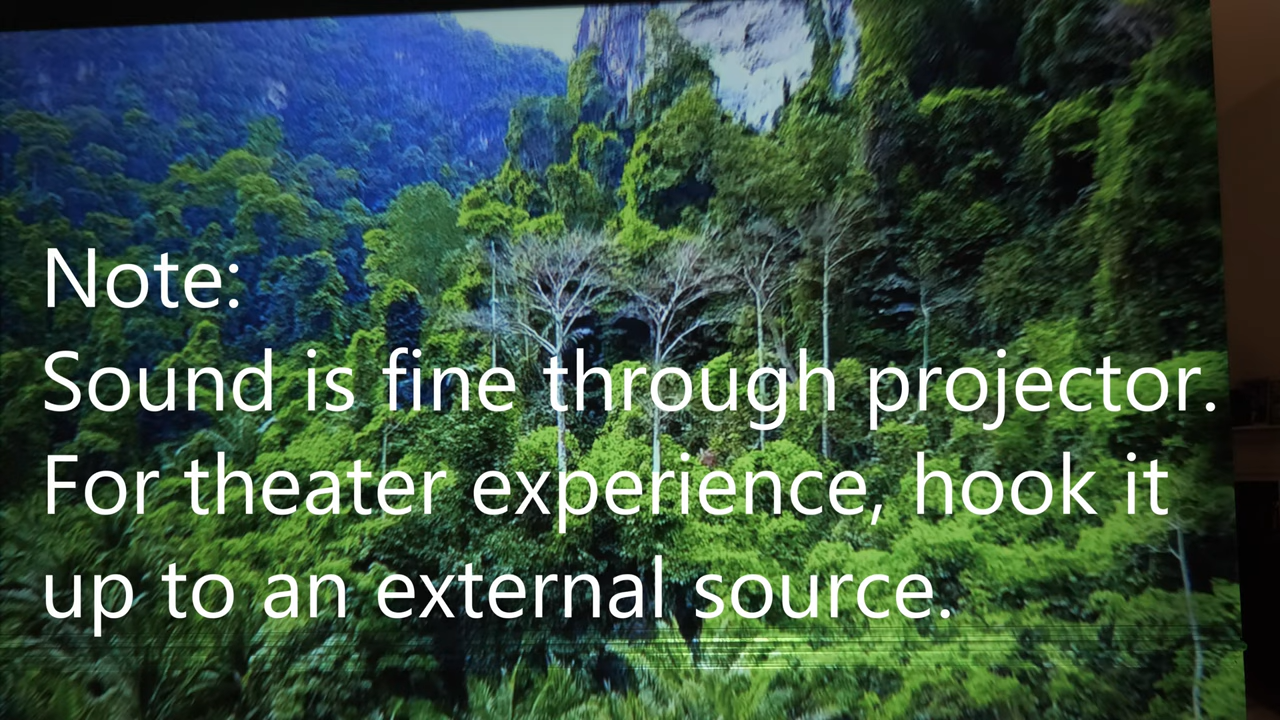 Note:
Sound is fine through projector.
For theater experience, hook it
up to an external source.